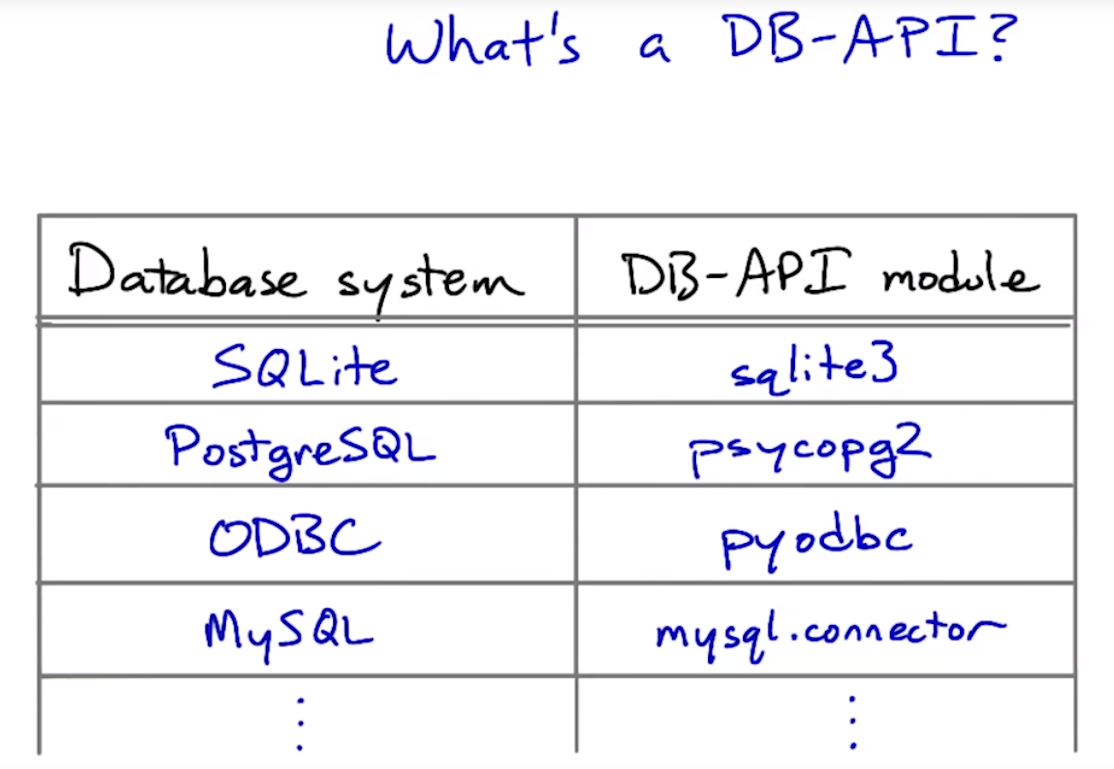 What's a DB-API?
Database system DB-API module
SQLite sqlite3
PostgreSQL psycopg2
ODBC pyodbc
MySQL mysql.connector
⋮ ⋮